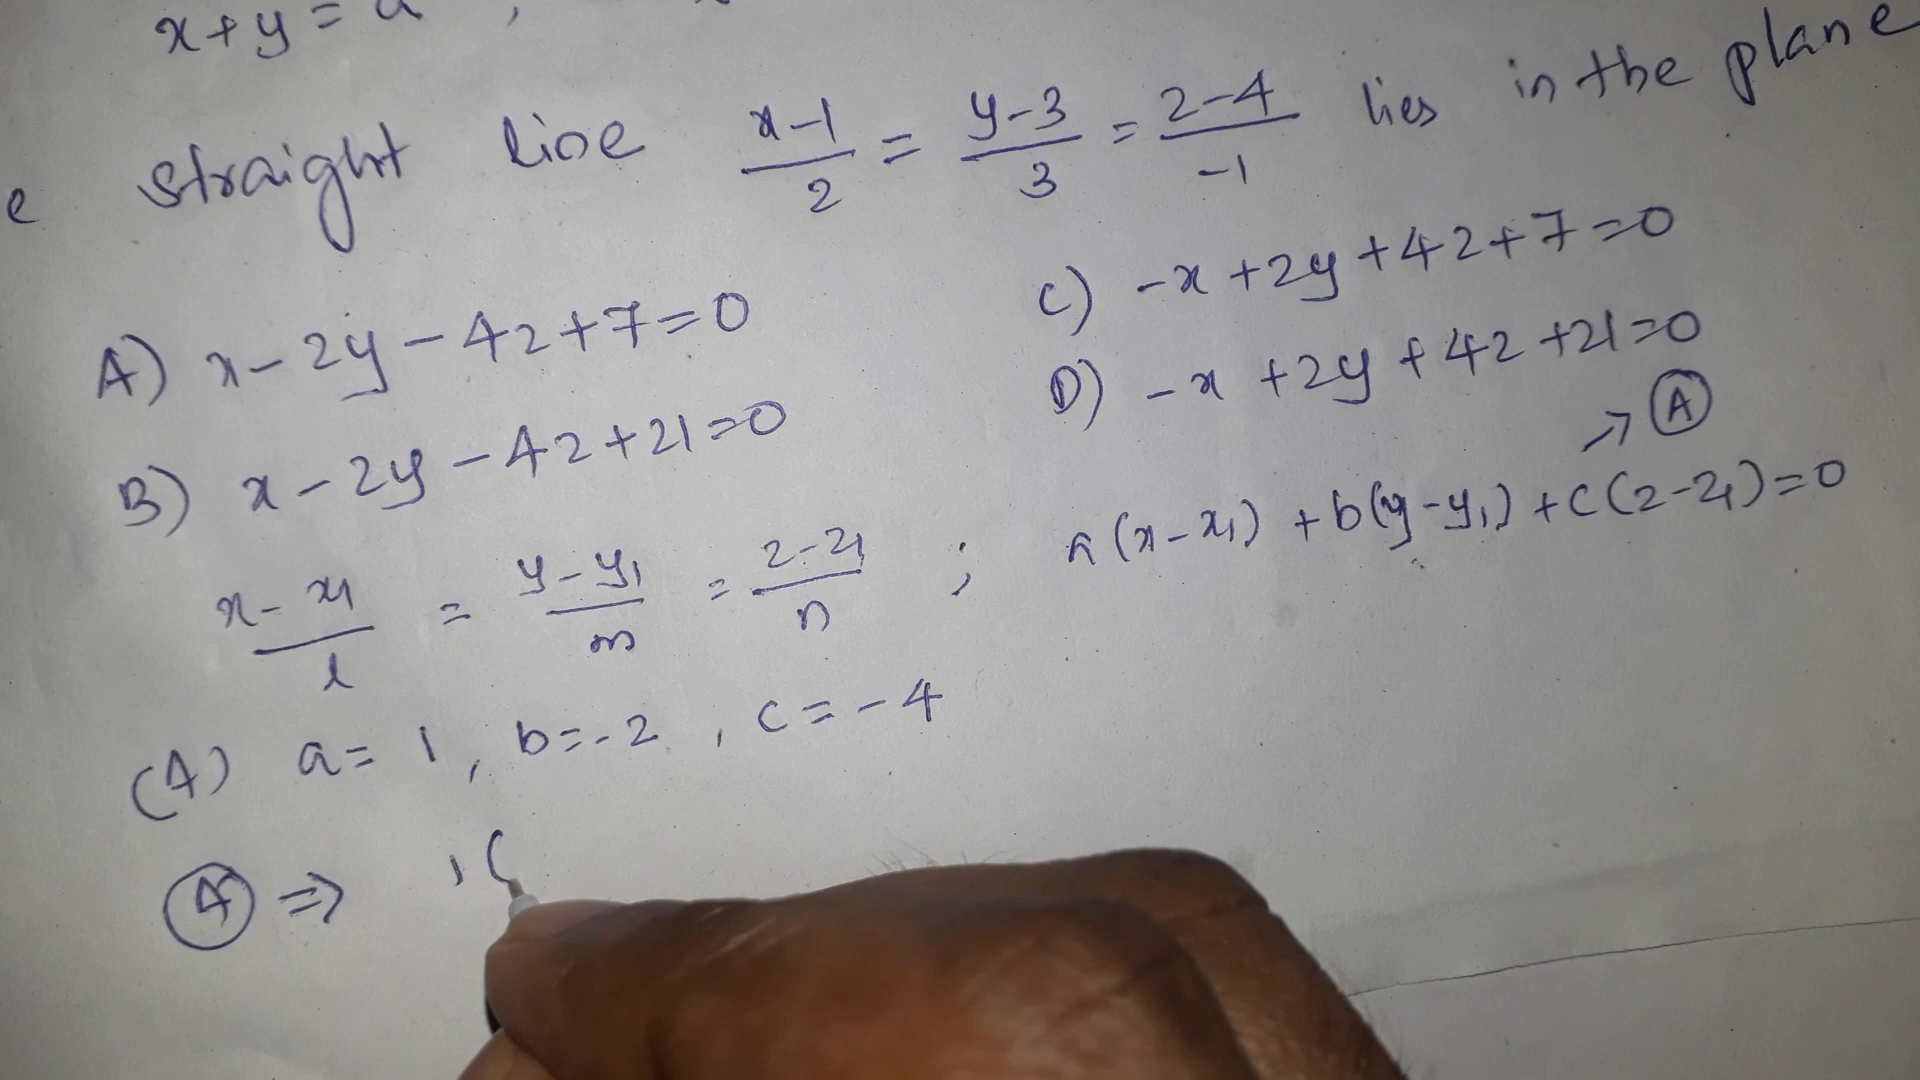 x+y=a ,
e straight line x-1/2 = y-3/3 = z-4/-1 lies in the plane
A) x-2y-4z+7=0
C) -x+2y+4z+7=0
B) x-2y-4z+21=0
D) -x+2y+4z+21=0
→ Ⓐ
x-x₁/l = y-y₁/m = z-z₁/n ; a(x-x₁)+b(y-y₁)+c(z-z₁)=0
(A) a=1, b=-2, c=-4
Ⓐ ⇒ 1(